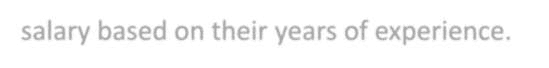 salary based on their years of experience.